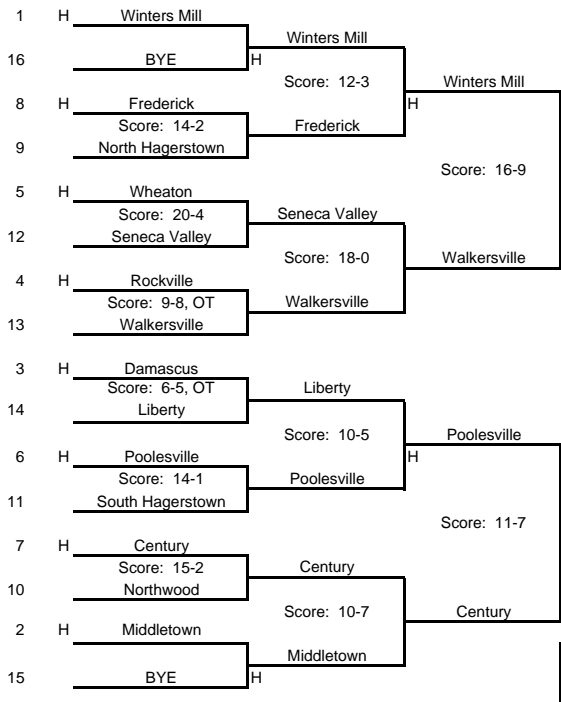 1 H Winters Mill
Winters Mill
16 BYE H
Score: 12-3
Winters Mill
8 H Frederick H
Score: 14-2 Frederick
9 North Hagerstown
Score: 16-9
5 H Wheaton
Score: 20-4 Seneca Valley
12 Seneca Valley
Score: 18-0 Walkersville
4 H Rockville
Score: 9-8, OT Walkersville
13 Walkersville
3 H Damascus
Score: 6-5, OT Liberty
14 Liberty
Score: 10-5 Poolesville
6 H Poolesville H
Score: 14-1 Poolesville
11 South Hagerstown
Score: 11-7
7 H Century
Score: 15-2 Century
10 Northwood
Score: 10-7 Century
2 H Middletown
Middletown
15 BYE H